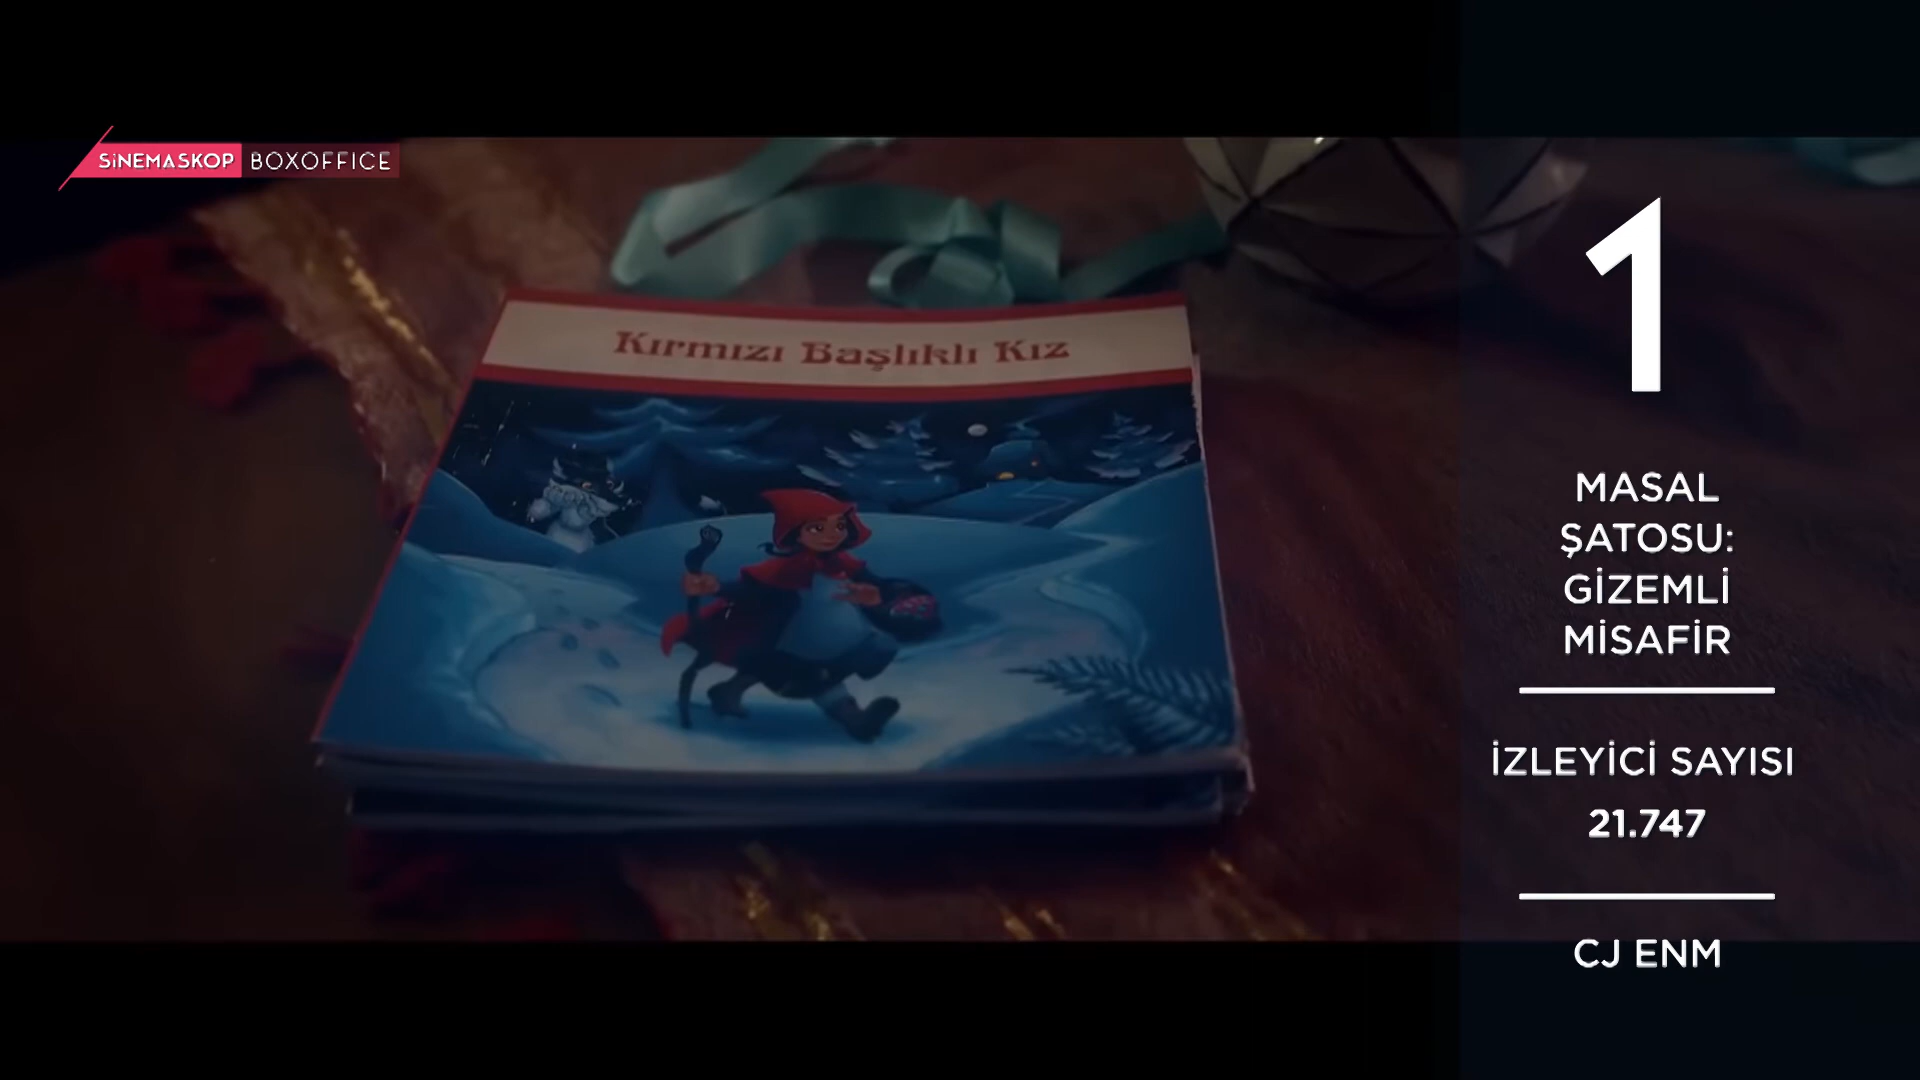 SİNEMASKOP BOXOFFICE
Kırmızı Başlıklı Kız
1
MASAL
ŞATOSU:
GİZEMLİ
MİSAFİR
İZLEYİCİ SAYISI
21.747
CJ ENM